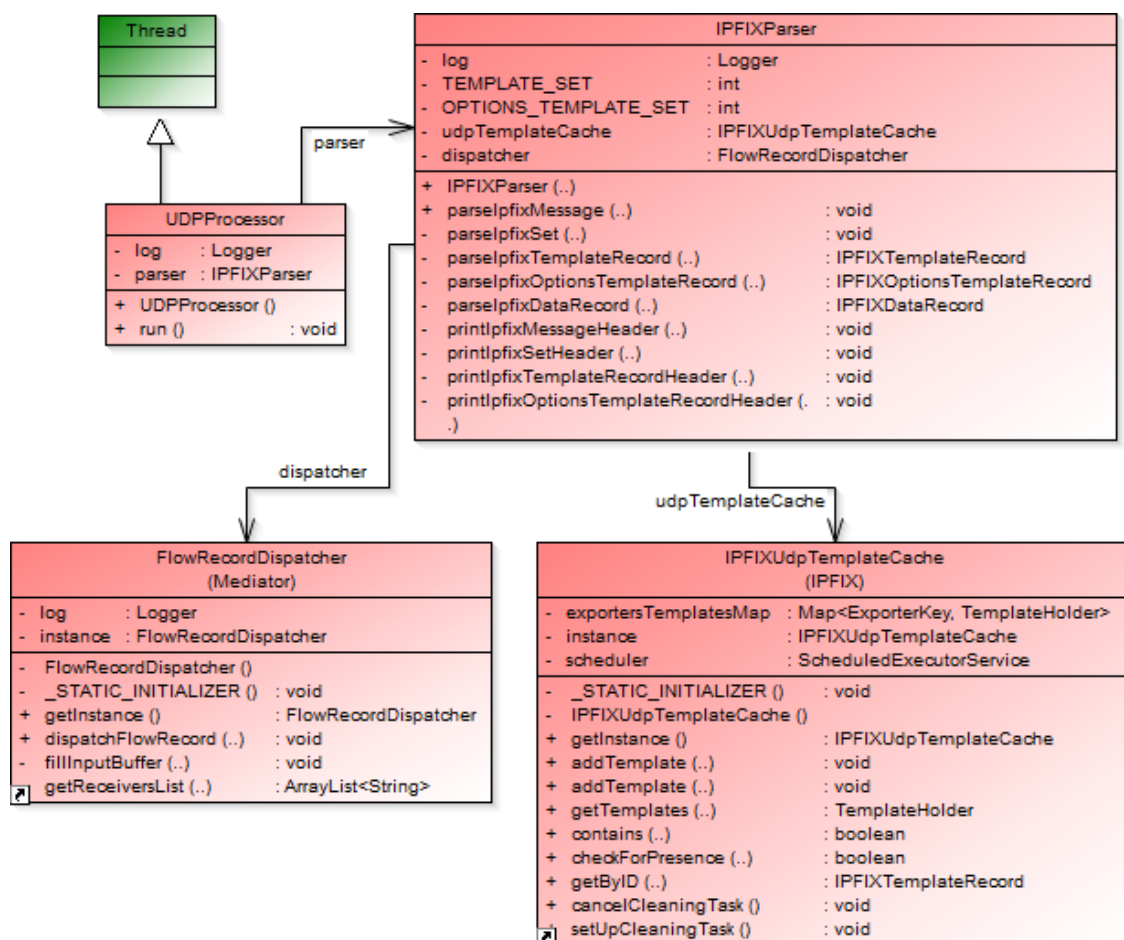 Thread
IPFIXParser
- log : Logger
- TEMPLATE_SET : int
- OPTIONS_TEMPLATE_SET : int
- udpTemplateCache : IPFIXUdpTemplateCache
- dispatcher : FlowRecordDispatcher
+ IPFIXParser (..)
+ parseIpfixMessage (..) : void
- parseIpfixSet (..) : void
- parseIpfixTemplateRecord (..) : IPFIXTemplateRecord
- parseIpfixOptionsTemplateRecord (..) : IPFIXOptionsTemplateRecord
- parseIpfixDataRecord (..) : IPFIXDataRecord
- printIpfixMessageHeader (..) : void
- printIpfixSetHeader (..) : void
- printIpfixTemplateRecordHeader (..) : void
- printIpfixOptionsTemplateRecordHeader (. : void
.)
parser
UDPProcessor
- log : Logger
- parser : IPFIXParser
+ UDPProcessor ()
+ run () : void
dispatcher
udpTemplateCache
FlowRecordDispatcher
(Mediator)
- log : Logger
- instance : FlowRecordDispatcher
- FlowRecordDispatcher ()
- _STATIC_INITIALIZER () : void
+ getInstance () : FlowRecordDispatcher
+ dispatchFlowRecord (..) : void
- fillInputBuffer (..) : void
getReceiversList (..) : ArrayList<String>
IPFIXUdpTemplateCache
(IPFIX)
- exportersTemplatesMap : Map<ExporterKey, TemplateHolder>
- instance : IPFIXUdpTemplateCache
- scheduler : ScheduledExecutorService
- _STATIC_INITIALIZER () : void
- IPFIXUdpTemplateCache ()
+ getInstance () : IPFIXUdpTemplateCache
+ addTemplate (..) : void
+ addTemplate (..) : void
+ getTemplates (..) : TemplateHolder
+ contains (..) : boolean
+ checkForPresence (..) : boolean
+ getByID (..) : IPFIXTemplateRecord
+ cancelCleaningTask () : void
setUpCleaningTask () : void